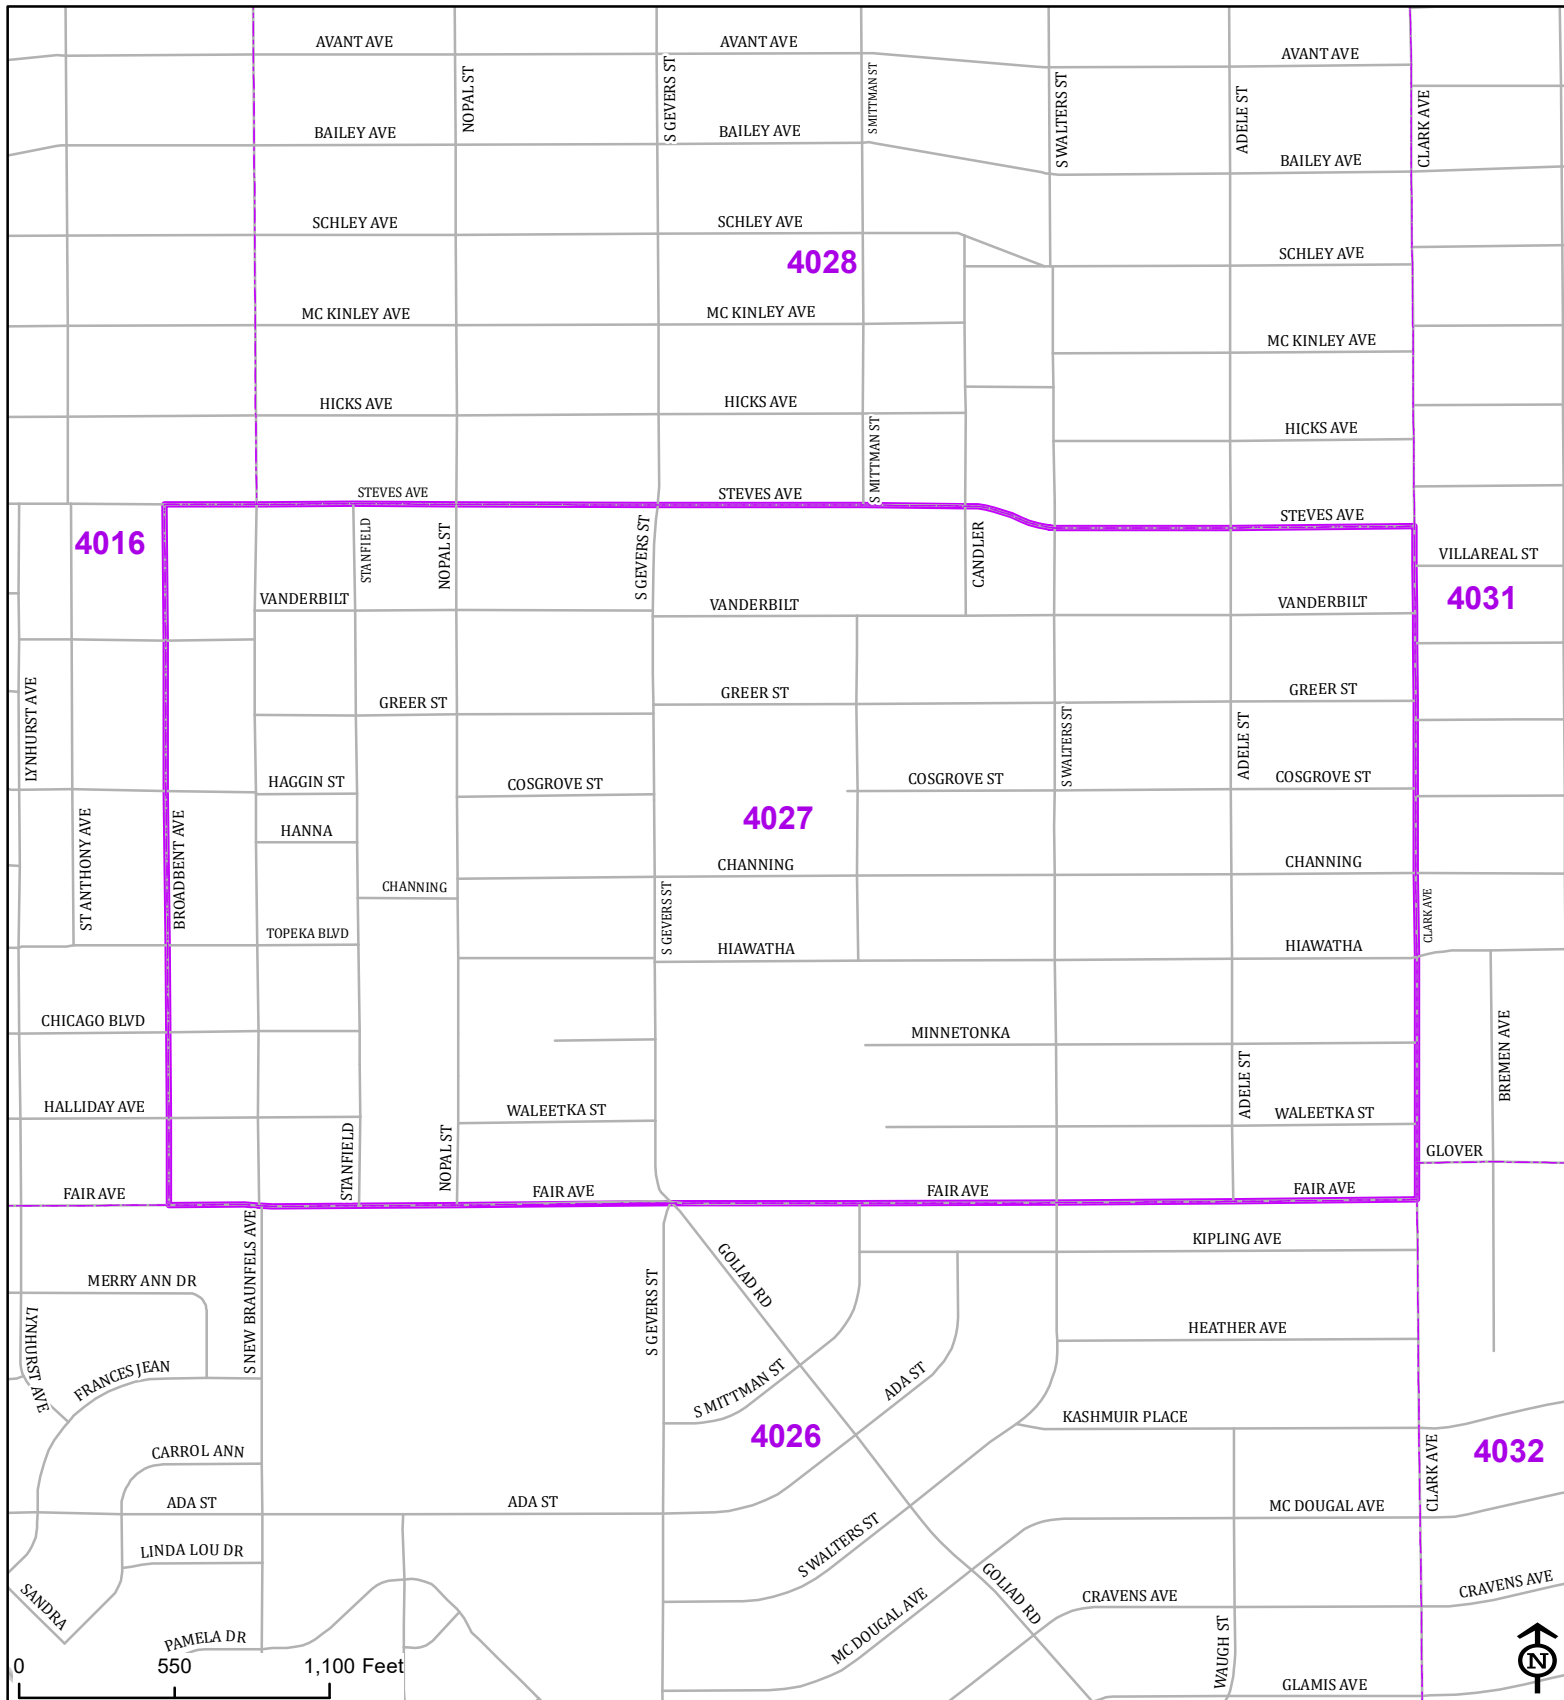 AVANT AVE
AVANT AVE
AVANT AVE
NOPAL ST
S GEVERS ST
S MITTMAN ST
S WALTERS ST
ADELE ST
CLARK AVE
BAILEY AVE
BAILEY AVE
BAILEY AVE
SCHLEY AVE
SCHLEY AVE
SCHLEY AVE
4028
MC KINLEY AVE
MC KINLEY AVE
MC KINLEY AVE
HICKS AVE
HICKS AVE
HICKS AVE
S MITTMAN ST
STEVES AVE
STEVES AVE
STEVES AVE
4016
STANFIELD
NOPAL ST
S GEVERS ST
CANDLER
VILLAREAL ST
4031
VANDERBILT
VANDERBILT
VANDERBILT
LYNHURST AVE
GREER ST
GREER ST
GREER ST
S WALTERS ST
ADELE ST
HAGGIN ST
COSGROVE ST
COSGROVE ST
COSGROVE ST
4027
HANNA
ST ANTHONY AVE
BROADBENT AVE
CHANNING
CHANNING
CHANNING
S GEVERS ST
CLARK AVE
TOPEKA BLVD
HIAWATHA
HIAWATHA
CHICAGO BLVD
MINNETONKA
BREMEN AVE
HALLIDAY AVE
WALEETKA ST
WALEETKA ST
ADELE ST
STANFIELD
NOPAL ST
GLOVER
FAIR AVE
FAIR AVE
FAIR AVE
FAIR AVE
S NEW BRAUNFELS AVE
KIPLING AVE
GOLIAD RD
MERRY ANN DR
S GEVERS ST
LYNHURST AVE
HEATHER AVE
FRANCES JEAN
S MITTMAN ST
ADA ST
KASHMUIR PLACE
4026
CARROL ANN
CLARK AVE
4032
ADA ST
ADA ST
MC DOUGAL AVE
LINDA LOU DR
S WALTERS ST
SANDRA
GOLIAD RD
CRAVENS AVE
CRAVENS AVE
MC DOUGAL AVE
PAMELA DR
WAUGH ST
GLAMIS AVE
N
0
550
1,100 Feet